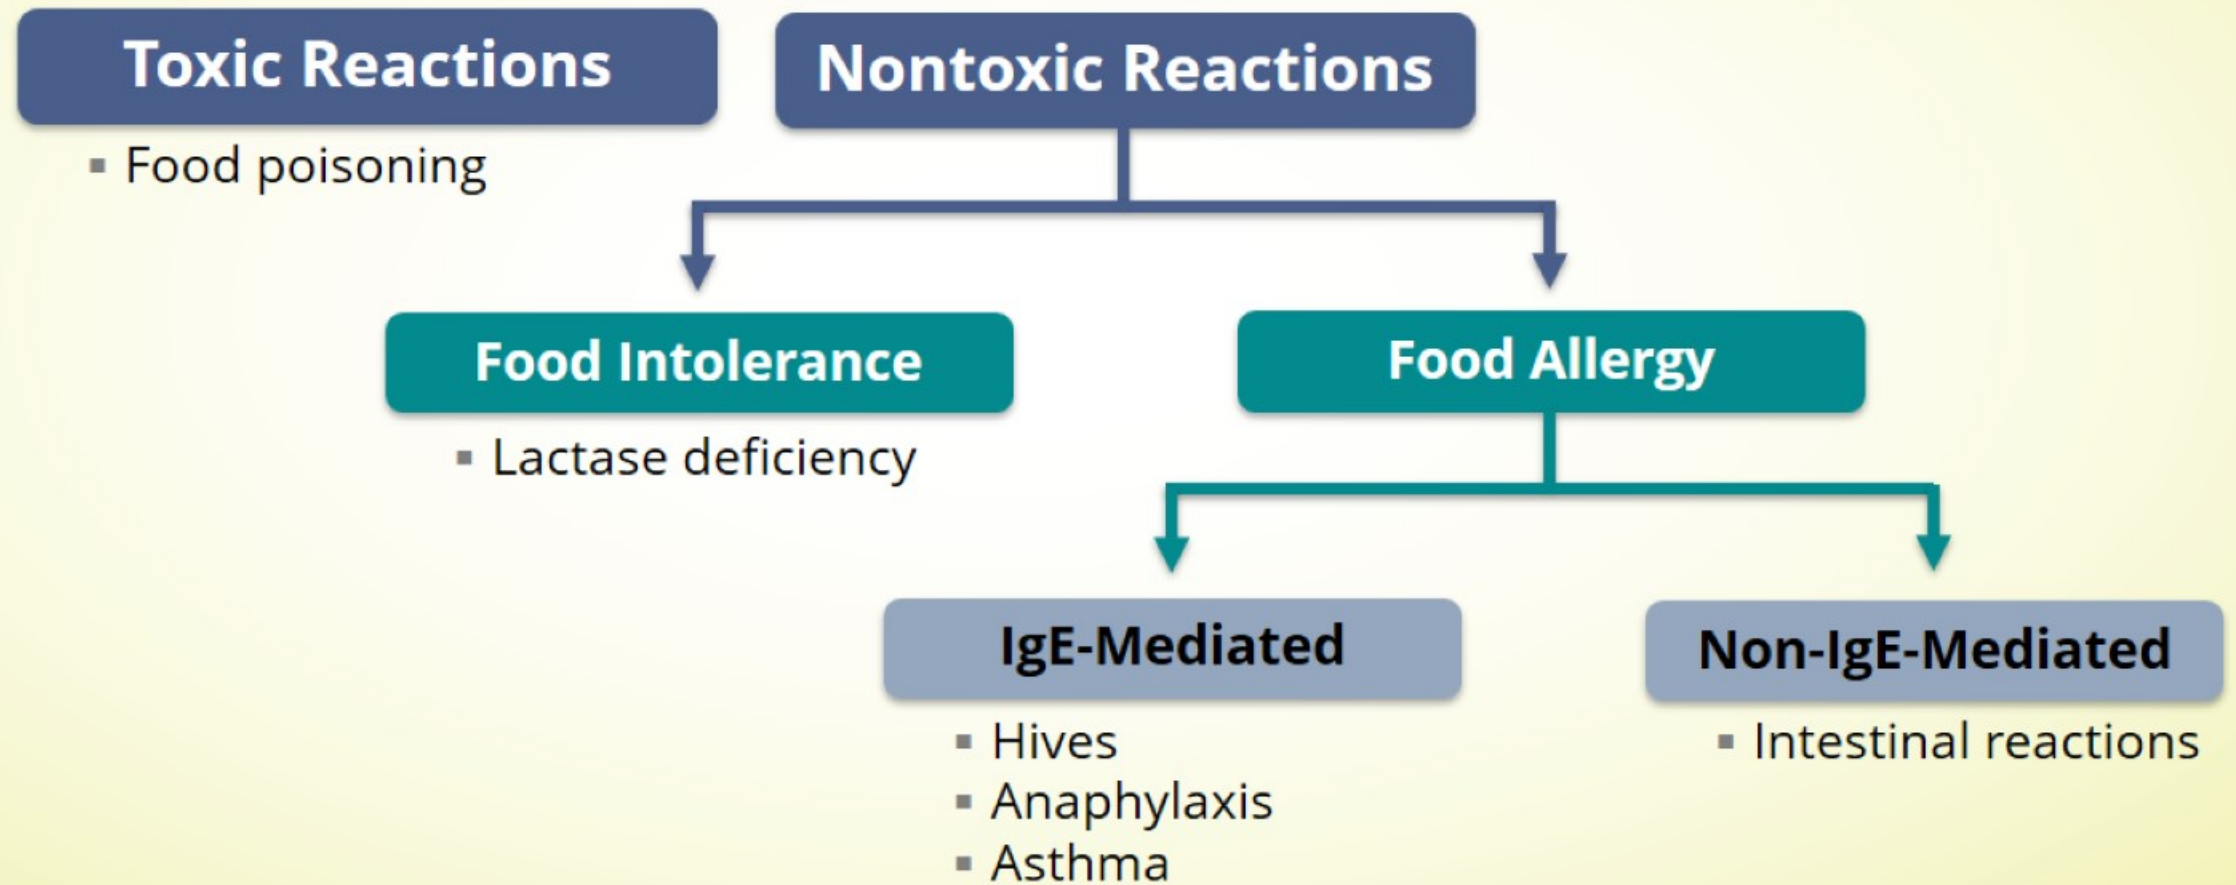 Toxic Reactions
▪ Food poisoning
Nontoxic Reactions
Food Intolerance
▪ Lactase deficiency
Food Allergy
IgE-Mediated
▪ Hives
▪ Anaphylaxis
▪ Asthma
Non-IgE-Mediated
▪ Intestinal reactions